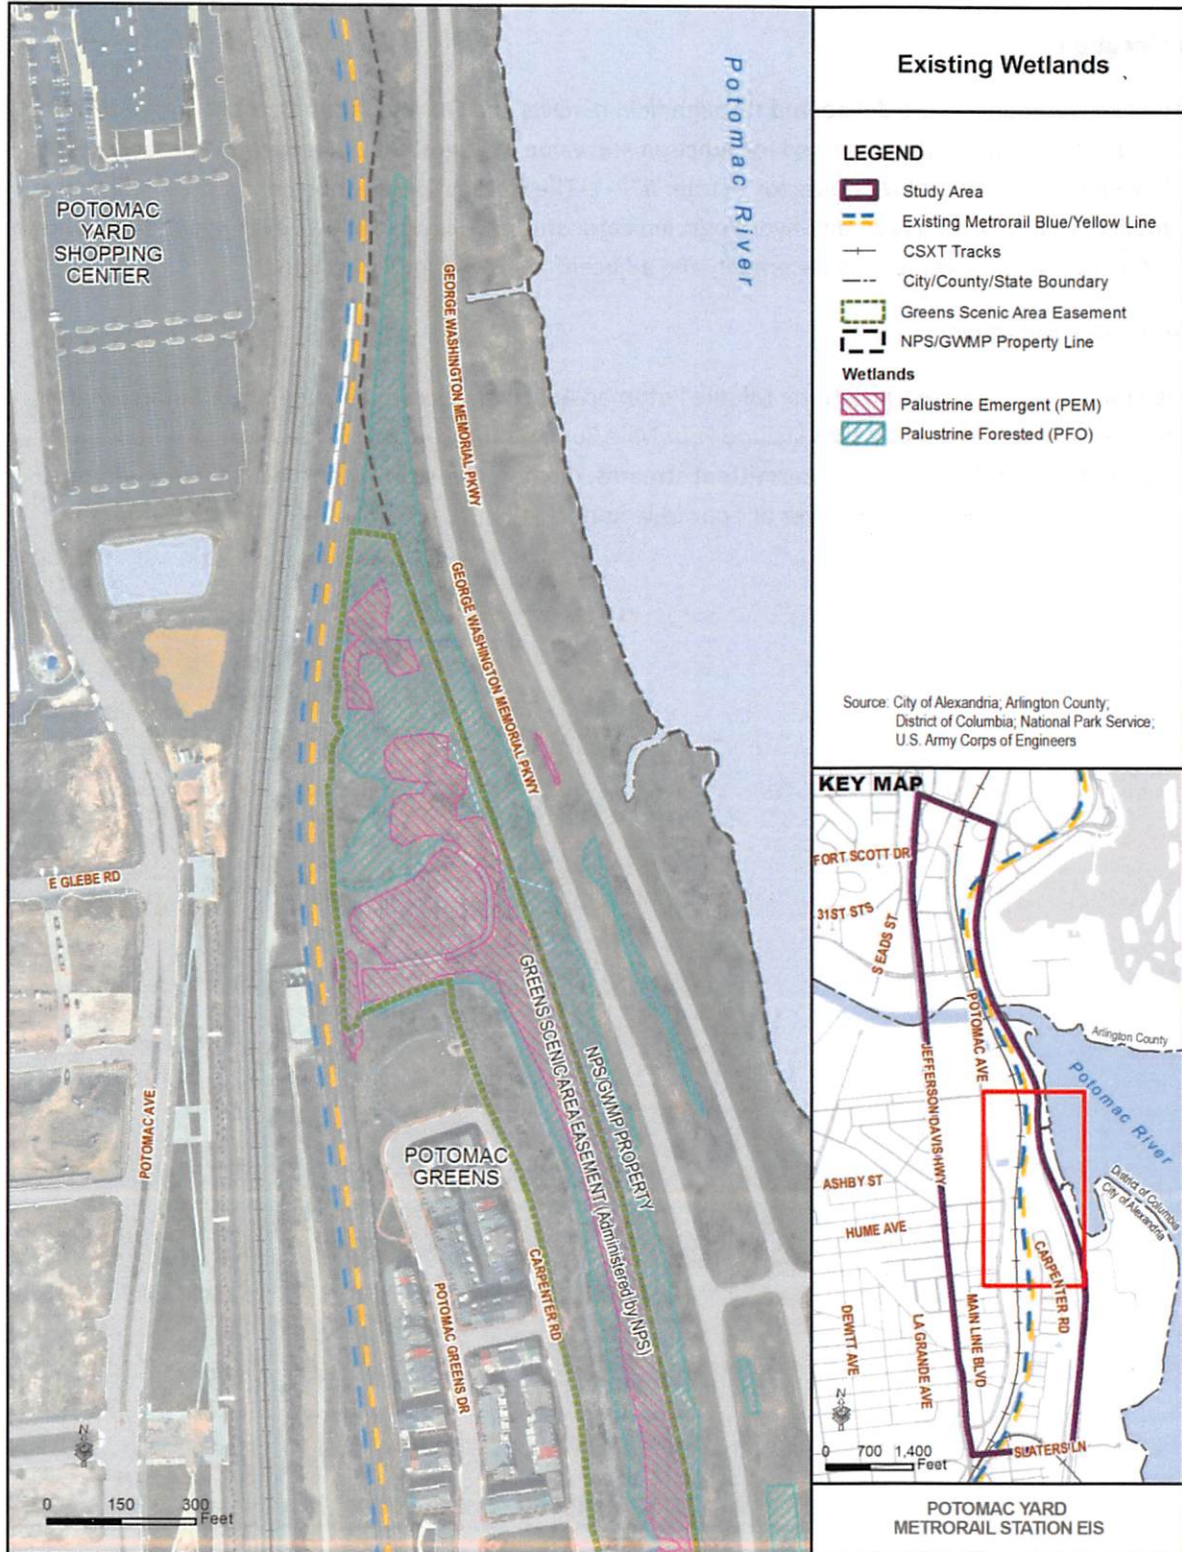 Existing Wetlands
LEGEND
Study Area
Existing Metrorail Blue/Yellow Line
CSXT Tracks
City/County/State Boundary
Greens Scenic Area Easement
NPS/GWMP Property Line
Wetlands
Palustrine Emergent (PEM)
Palustrine Forested (PFO)
Source: City of Alexandria; Arlington County;
District of Columbia; National Park Service;
U.S. Army Corps of Engineers
Potomac River
POTOMAC
YARD
SHOPPING
CENTER
GEORGE WASHINGTON MEMORIAL PKWY
GEORGE WASHINGTON MEMORIAL PKWY
E GLEBE RD
POTOMAC AVE
GREENS SCENIC AREA EASEMENT (Administered by NPS)
NPS/GWMP PROPERTY
POTOMAC
GREENS
CARPENTER RD
POTOMAC GREENS DR
N
0 150 300
Feet
KEY MAP
FORT SCOTT DR
31ST STS
S EADS ST
POTOMAC AVE
JEFFERSON DAVIS HWY
Arlington County
Potomac River
District of Columbia
City of Alexandria
ASHBY ST
HUME AVE
CARPENTER RD
MAIN LINE BLVD
LA GRANDE AVE
DEWITT AVE
N
SLATERS LN
0 700 1,400
Feet
POTOMAC YARD
METRORAIL STATION EIS